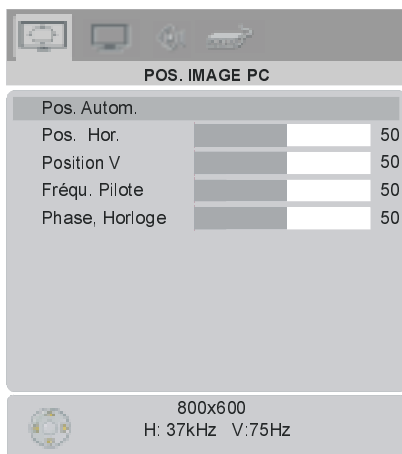 POS. IMAGE PC
Pos. Autom.
Pos. Hor. 50
Position V 50
Fréqu. Pilote 50
Phase, Horloge 50
800x600
H: 37kHz V:75Hz